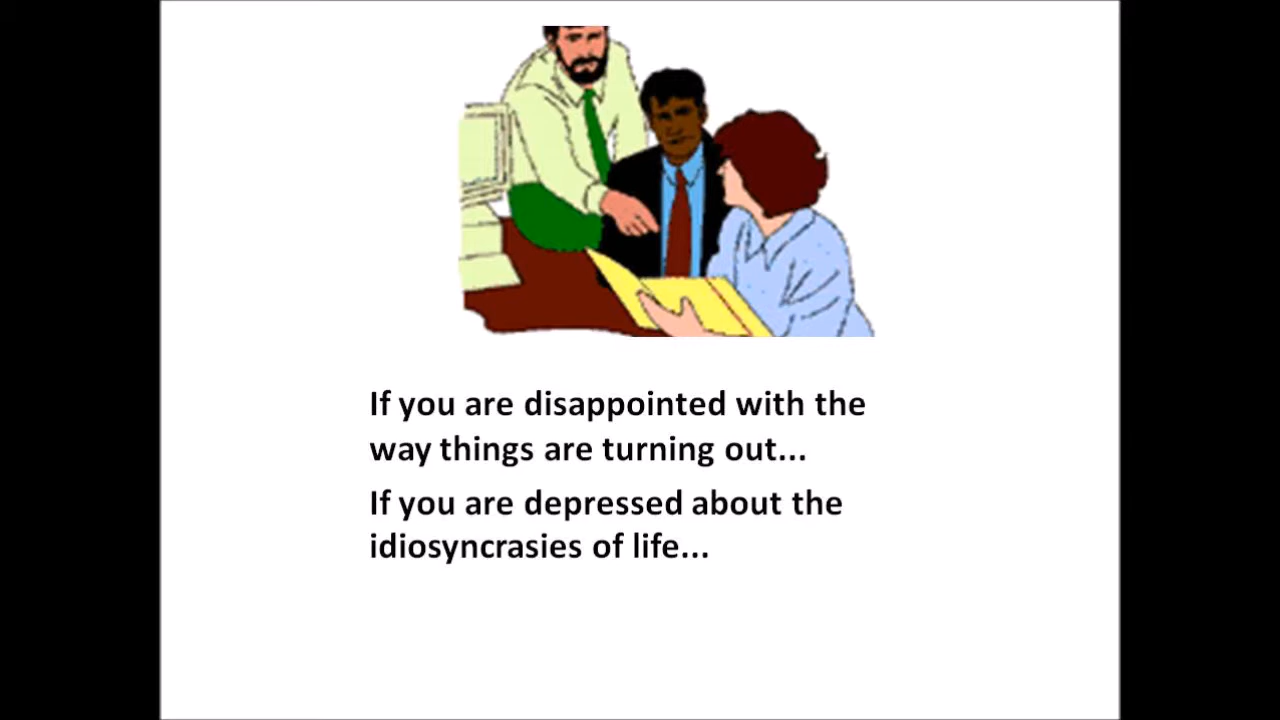 If you are disappointed with the
way things are turning out...
If you are depressed about the
idiosyncrasies of life...